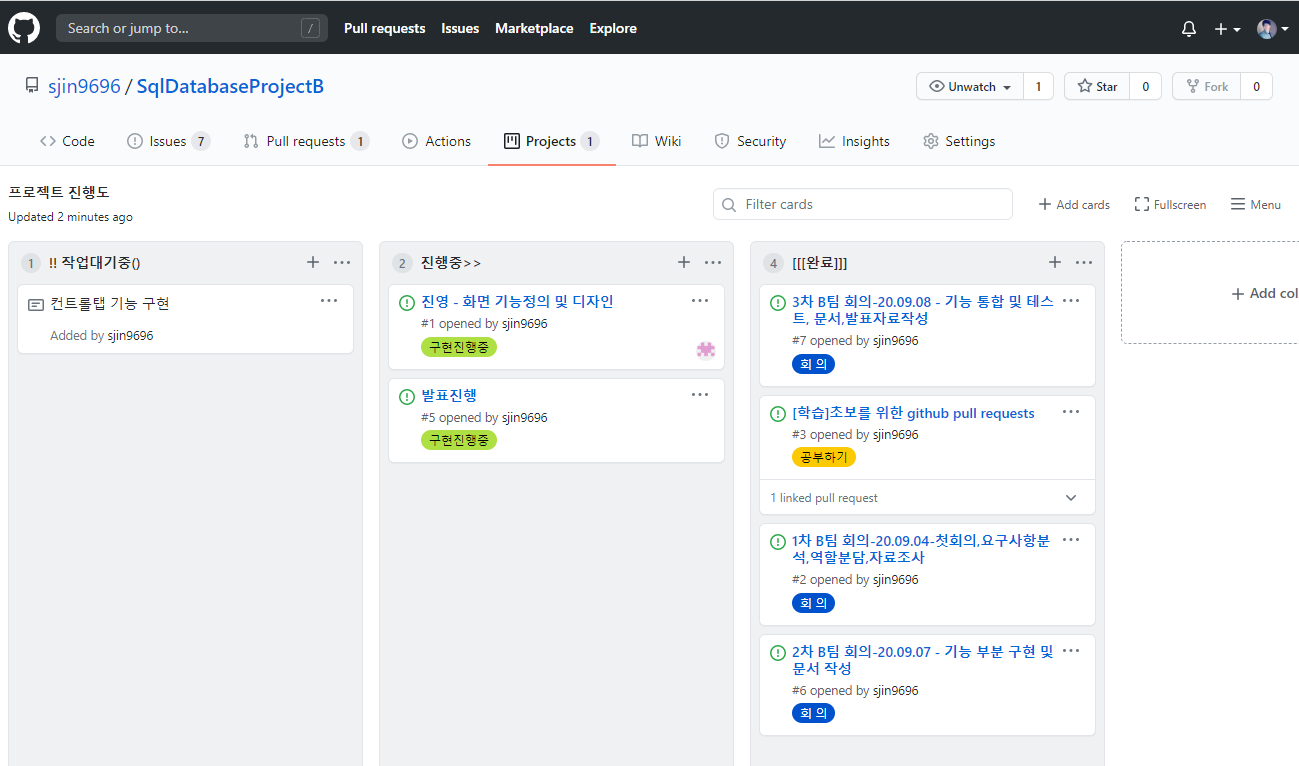 Search or jump to... /
Pull requests Issues Marketplace Explore
sjin9696 / SqlDatabaseProjectB
Unwatch 1 Star 0 Fork 0
Code Issues 7 Pull requests 1 Actions Projects 1 Wiki Security Insights Settings
프로젝트 진행도
Updated 2 minutes ago
Filter cards
Add cards Fullscreen Menu
1 !! 작업대기중()
컨트롤탭 기능 구현
Added by sjin9696
2 진행중>>
진영 - 화면 기능정의 및 디자인
#1 opened by sjin9696
구현진행중
발표진행
#5 opened by sjin9696
구현진행중
4 [[[완료]]]
3차 B팀 회의-20.09.08 - 기능 통합 및 테스
트, 문서,발표자료작성
#7 opened by sjin9696
회 의
[학습]초보를 위한 github pull requests
#3 opened by sjin9696
공부하기
1 linked pull request
1차 B팀 회의-20.09.04-첫회의,요구사항분
석,역할분담,자료조사
#2 opened by sjin9696
회 의
2차 B팀 회의-20.09.07 - 기능 부분 구현 및
문서 작성
#6 opened by sjin9696
회 의
Add col